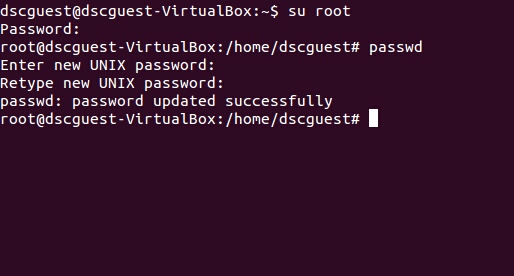 dscguest@dscguest-VirtualBox:~$ su root
Password:
root@dscguest-VirtualBox:/home/dscguest# passwd
Enter new UNIX password:
Retype new UNIX password:
passwd: password updated successfully
root@dscguest-VirtualBox:/home/dscguest#